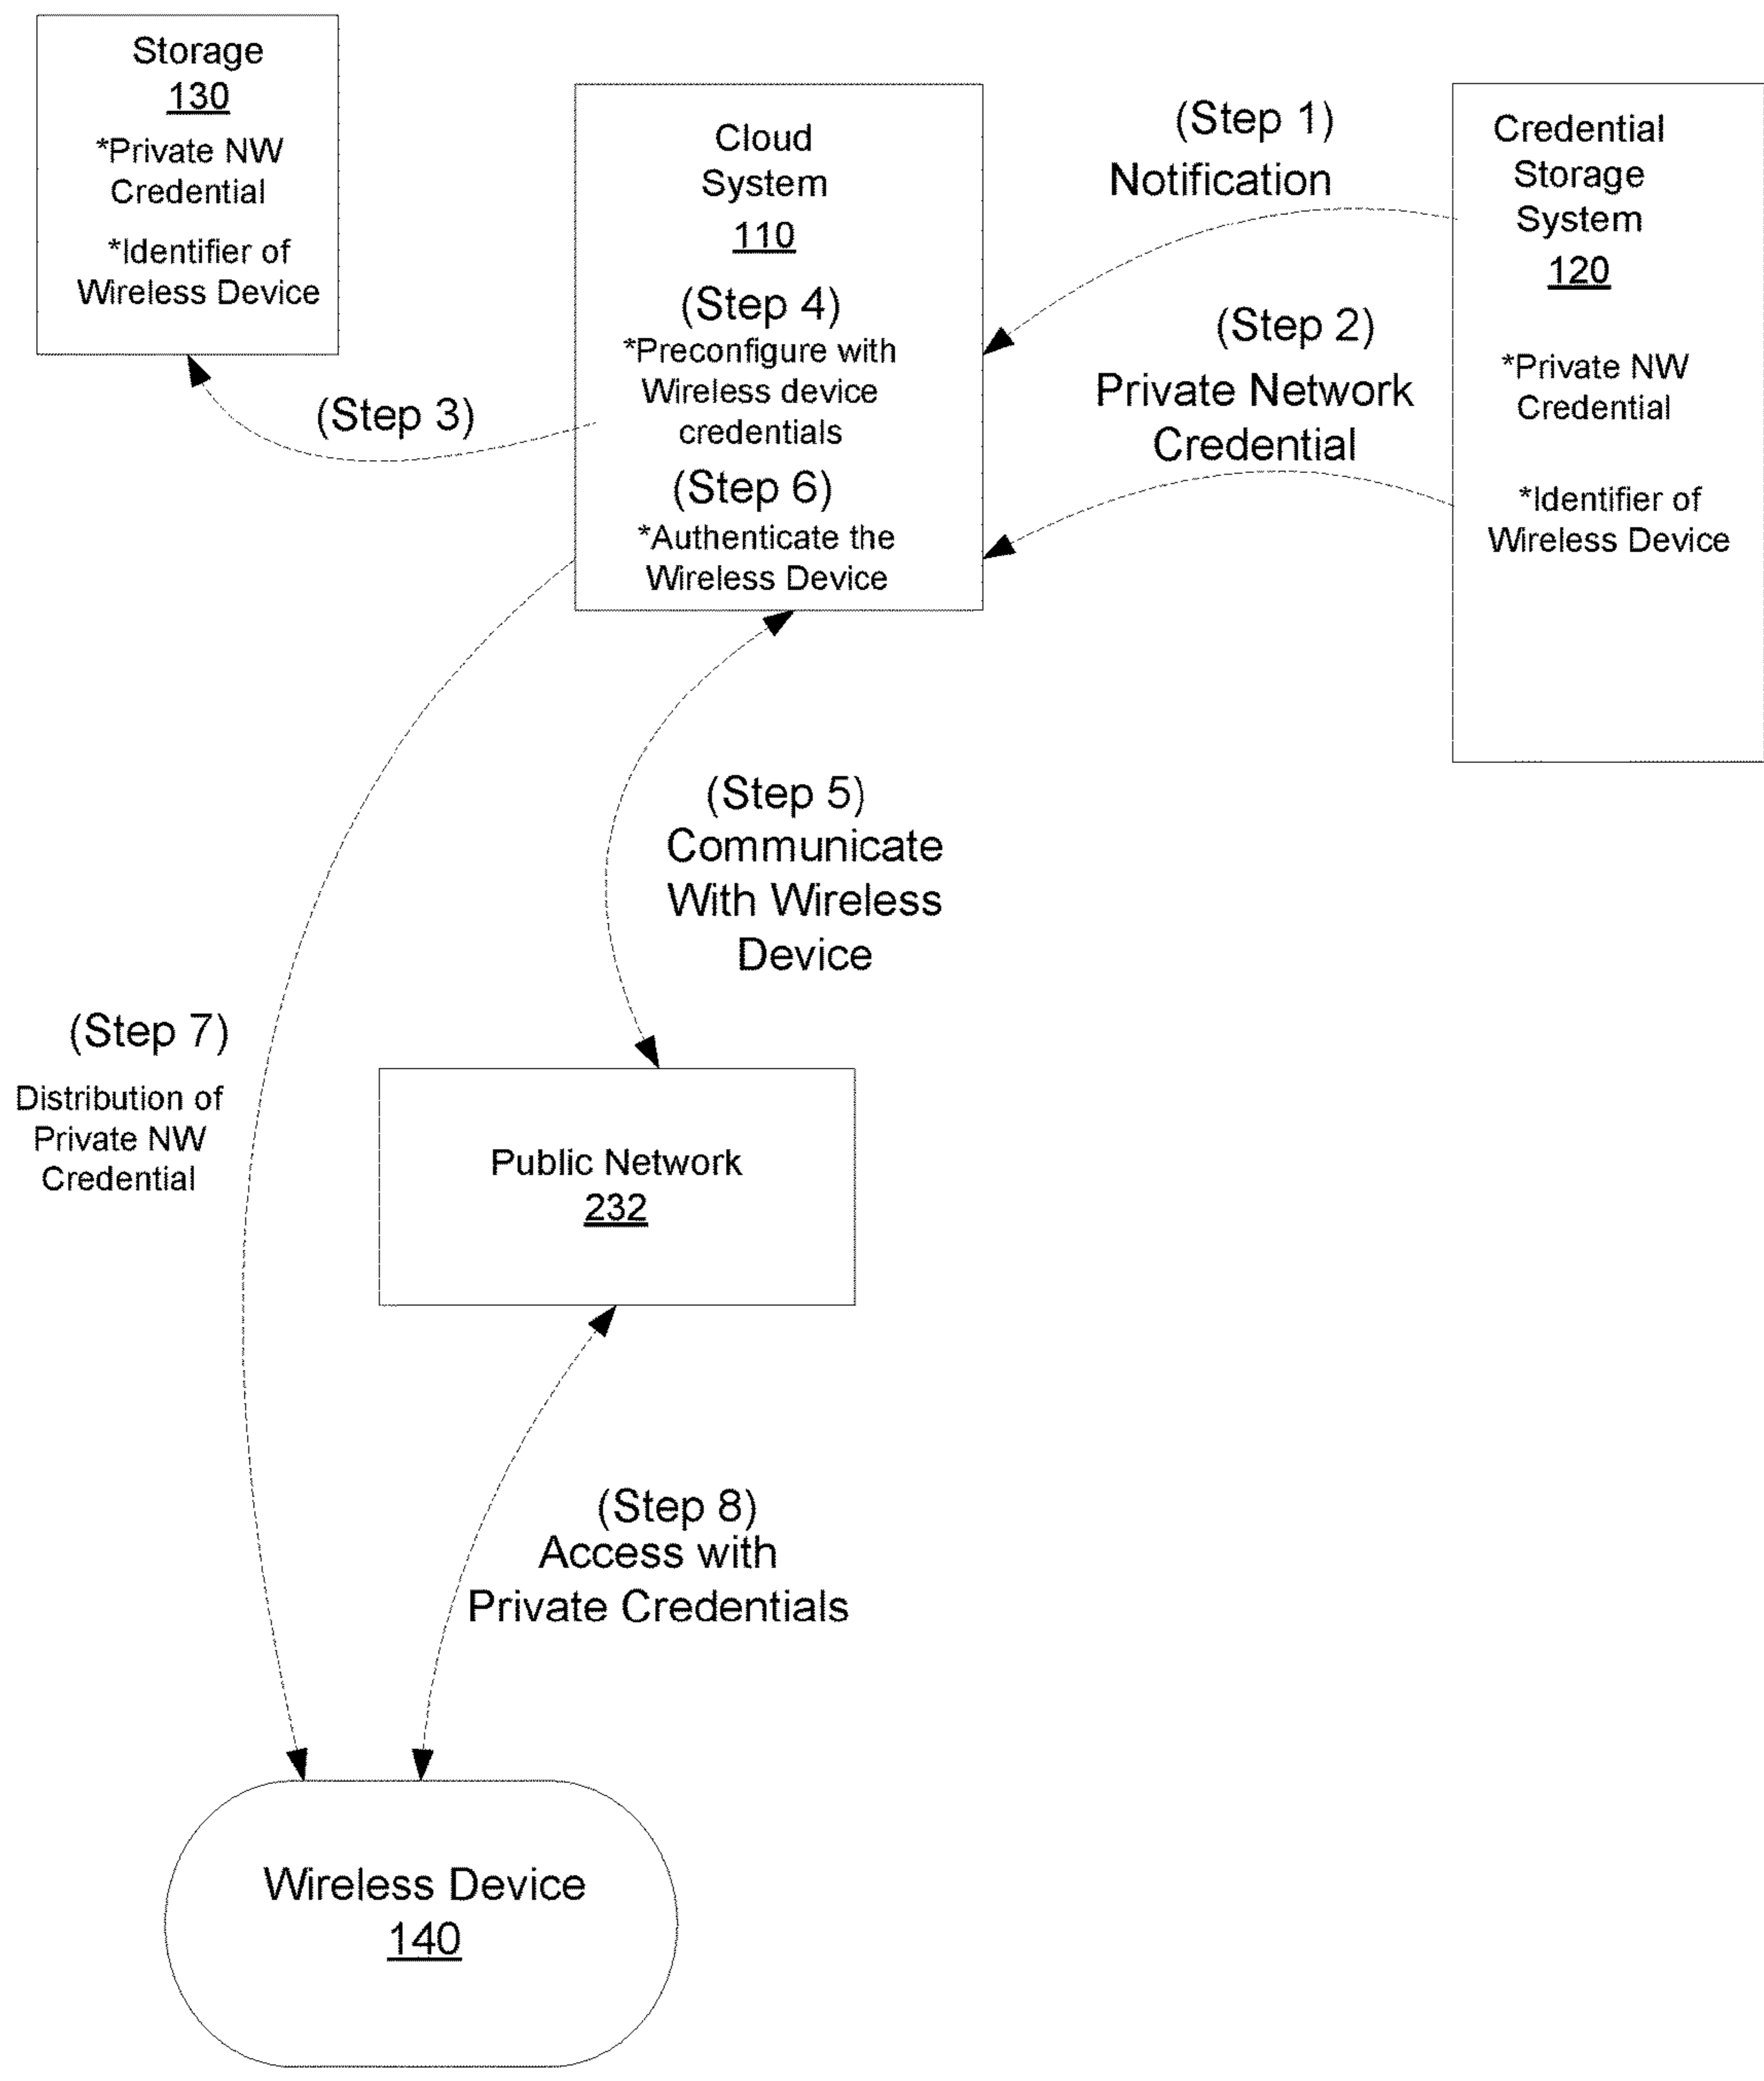 Storage
130
*Private NW
Credential
*Identifier of
Wireless Device
Cloud
System
110
(Step 4)
*Preconfigure with
Wireless device
credentials
(Step 6)
*Authenticate the
Wireless Device
(Step 1)
Notification
(Step 2)
Private Network
Credential
Credential
Storage
System
120
*Private NW
Credential
*Identifier of
Wireless Device
(Step 3)
(Step 5)
Communicate
With Wireless
Device
(Step 7)
Distribution of
Private NW
Credential
Public Network
232
(Step 8)
Access with
Private Credentials
Wireless Device
140